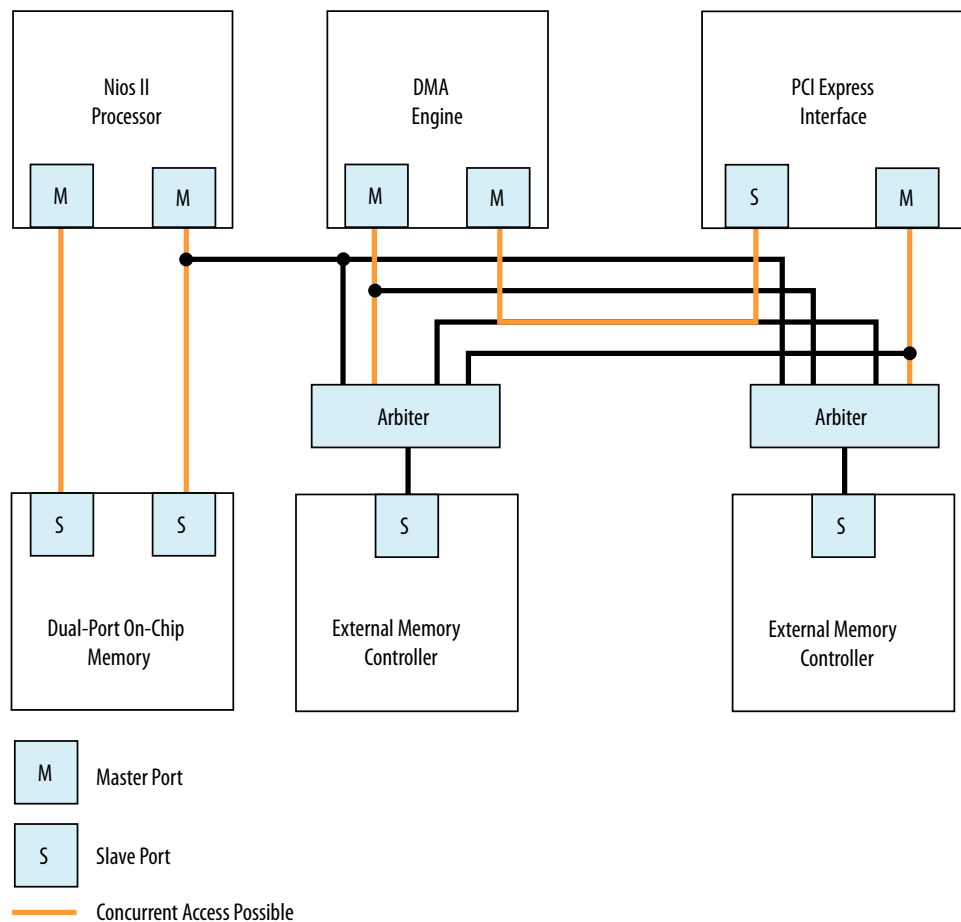 Nios II
Processor
DMA
Engine
PCI Express
Interface
M
M
M
M
S
M
Arbiter
Arbiter
S
S
S
S
Dual-Port On-Chip
Memory
External Memory
Controller
External Memory
Controller
M
Master Port
S
Slave Port
Concurrent Access Possible